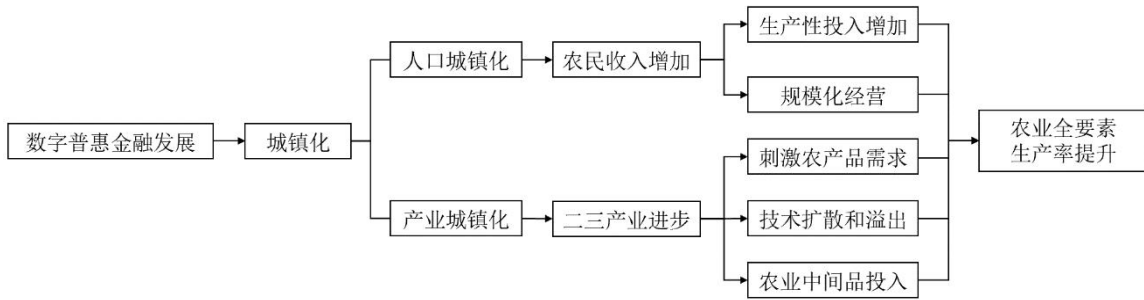 数字普惠金融发展
城镇化
人口城镇化
农民收入增加
生产性投入增加
规模化经营
产业城镇化
二三产业进步
刺激农产品需求
技术扩散和溢出
农业中间品投入
农业全要素
生产率提升